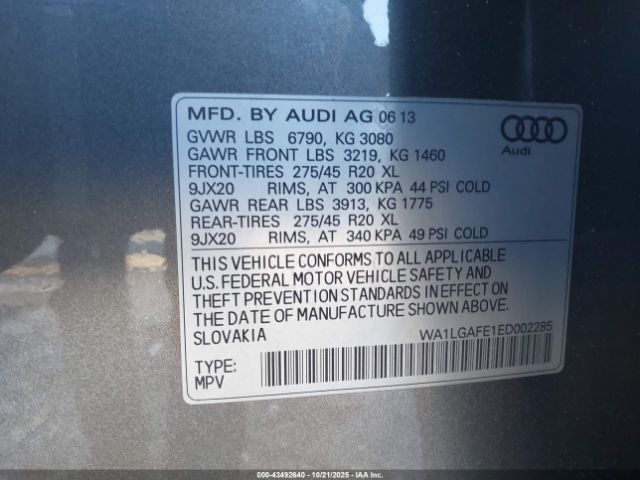 MFD. BY AUDI AG 06 13
GVWR LBS 6790, KG 3080
GAWR FRONT LBS 3219, KG 1460
FRONT-TIRES 275/45 R20 XL
9JX20 RIMS, AT 300 KPA 44 PSI COLD
GAWR REAR LBS 3913, KG 1775
REAR-TIRES 275/45 R20 XL
9JX20 RIMS, AT 340 KPA 49 PSI COLD
Audi
THIS VEHICLE CONFORMS TO ALL APPLICABLE
U.S. FEDERAL MOTOR VEHICLE SAFETY AND
THEFT PREVENTION STANDARDS IN EFFECT ON
THE DATE OF MANUFACTURE SHOWN ABOVE.
SLOVAKIA
WA1LGAFE1ED002285
TYPE:
MPV
000-43492640 - 10/21/2025 - IAAI.COM